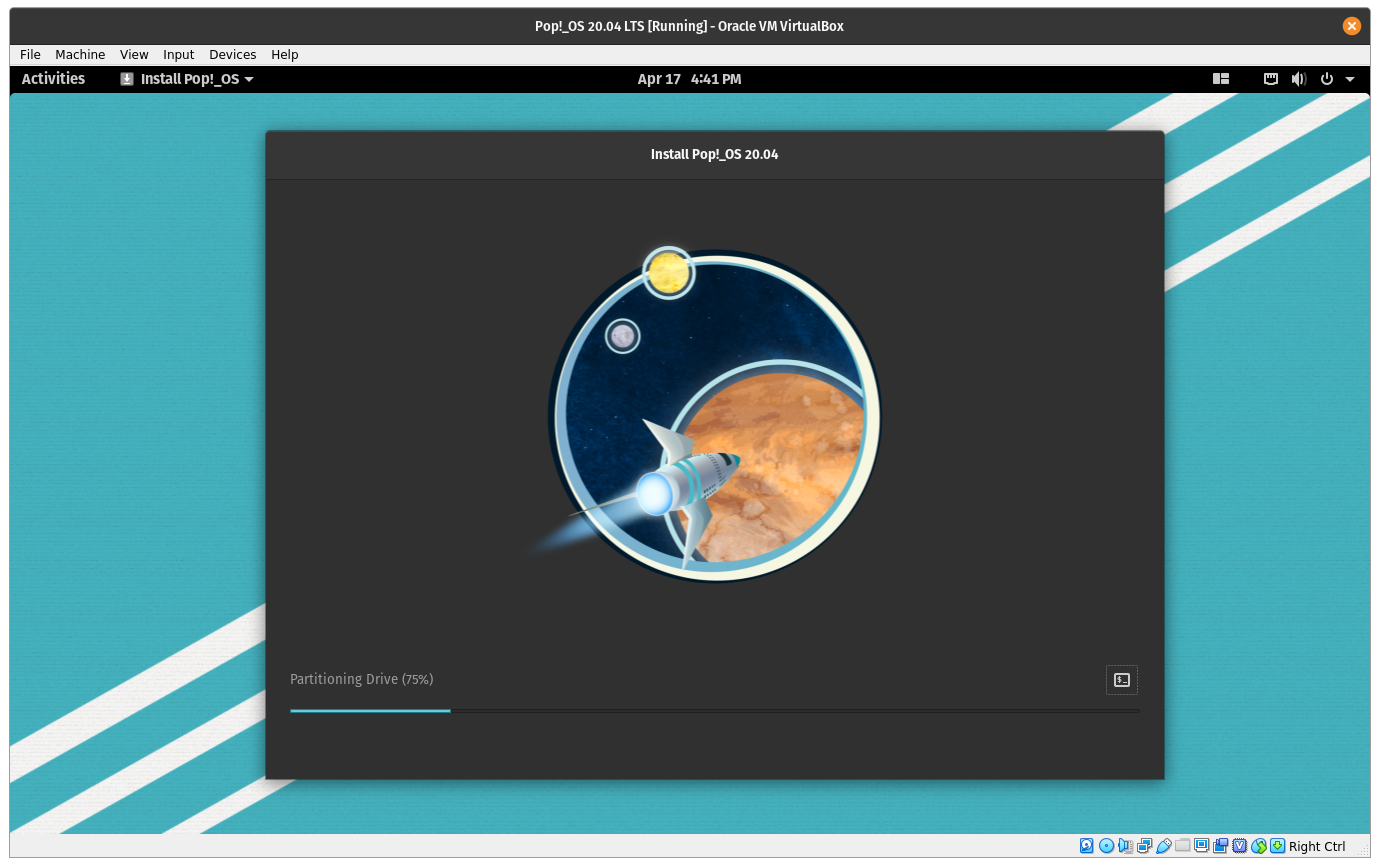 Pop!_OS 20.04 LTS [Running] - Oracle VM VirtualBox
File Machine View Input Devices Help
Activities Install Pop!_OS Apr 17 4:41 PM
Install Pop!_OS 20.04
Partitioning Drive (75%)
Right Ctrl